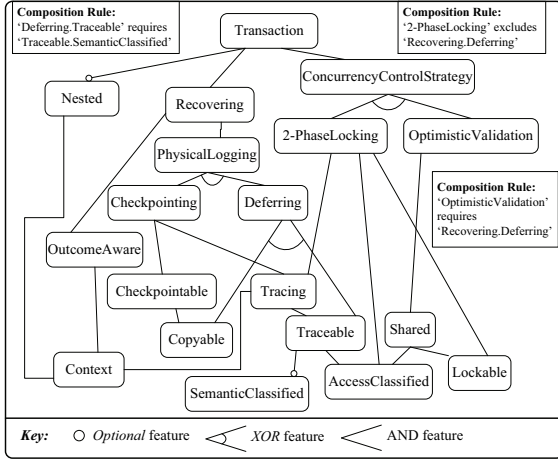 Composition Rule:
'Deferring.Traceable' requires
'Traceable.SemanticClassified'
Transaction
Composition Rule:
'2-PhaseLocking' excludes
'Recovering.Deferring'
Nested
Recovering
ConcurrencyControlStrategy
PhysicalLogging
2-PhaseLocking
OptimisticValidation
Checkpointing
Deferring
Composition Rule:
'OptimisticValidation'
requires
'Recovering.Deferring'
OutcomeAware
Checkpointable
Tracing
Copyable
Traceable
Shared
Context
SemanticClassified
AccessClassified
Lockable
Key: Optional feature XOR feature AND feature